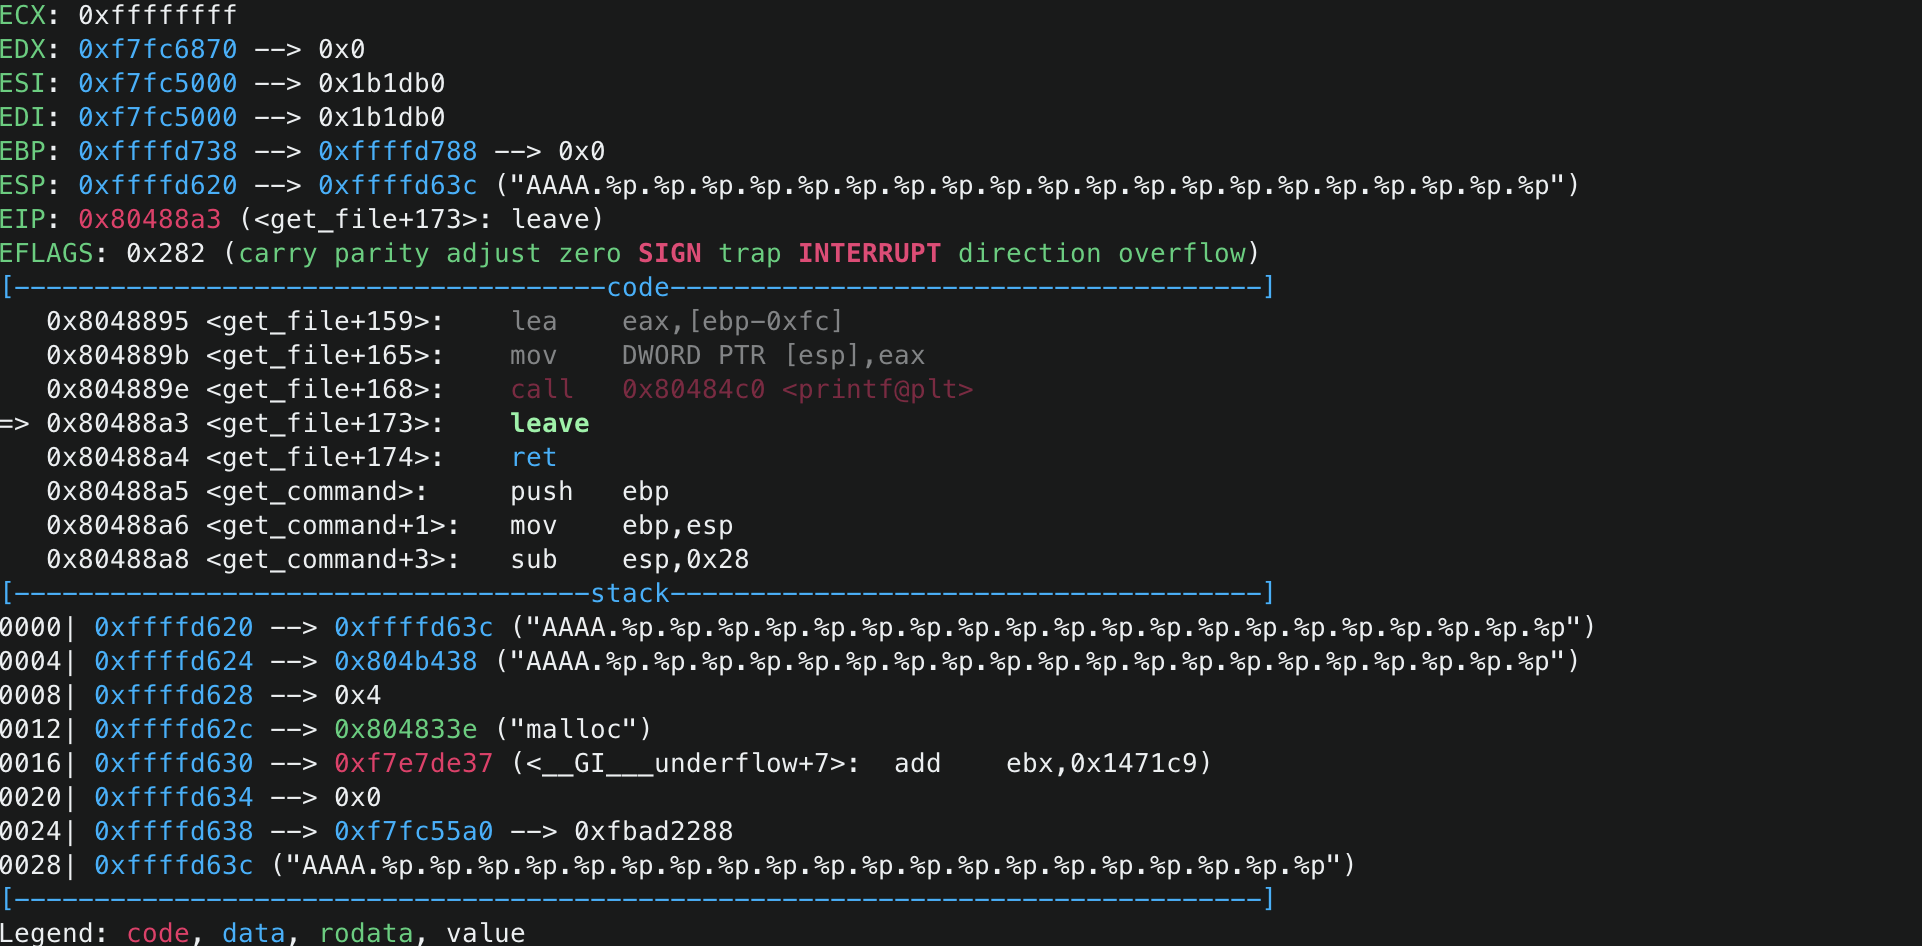 ECX: 0xffffffff
EDX: 0xf7fc6870 --> 0x0
ESI: 0xf7fc5000 --> 0x1b1db0
EDI: 0xf7fc5000 --> 0x1b1db0
EBP: 0xffffd738 --> 0xffffd788 --> 0x0
ESP: 0xffffd620 --> 0xffffd63c ("AAAA.%p.%p.%p.%p.%p.%p.%p.%p.%p.%p.%p.%p.%p.%p.%p.%p.%p.%p.%p.%p")
EIP: 0x80488a3 (<get_file+173>: leave)
EFLAGS: 0x282 (carry parity adjust zero SIGN trap INTERRUPT direction overflow)
[-------------------------------------code-------------------------------------]
0x8048895 <get_file+159>: lea eax,[ebp-0xfc]
0x804889b <get_file+165>: mov DWORD PTR [esp],eax
0x804889e <get_file+168>: call 0x80484c0 <printf@plt>
=> 0x80488a3 <get_file+173>: leave
0x80488a4 <get_file+174>: ret
0x80488a5 <get_command>: push ebp
0x80488a6 <get_command+1>: mov ebp,esp
0x80488a8 <get_command+3>: sub esp,0x28
[------------------------------------stack-------------------------------------]
0000| 0xffffd620 --> 0xffffd63c ("AAAA.%p.%p.%p.%p.%p.%p.%p.%p.%p.%p.%p.%p.%p.%p.%p.%p.%p.%p.%p.%p")
0004| 0xffffd624 --> 0x804b438 ("AAAA.%p.%p.%p.%p.%p.%p.%p.%p.%p.%p.%p.%p.%p.%p.%p.%p.%p.%p.%p.%p")
0008| 0xffffd628 --> 0x4
0012| 0xffffd62c --> 0x804833e ("malloc")
0016| 0xffffd630 --> 0xf7e7de37 (<__GI___underflow+7>: add ebx,0x1471c9)
0020| 0xffffd634 --> 0x0
0024| 0xffffd638 --> 0xf7fc55a0 --> 0xfbad2288
0028| 0xffffd63c ("AAAA.%p.%p.%p.%p.%p.%p.%p.%p.%p.%p.%p.%p.%p.%p.%p.%p.%p.%p.%p.%p")
[------------------------------------------------------------------------------]
Legend: code, data, rodata, value